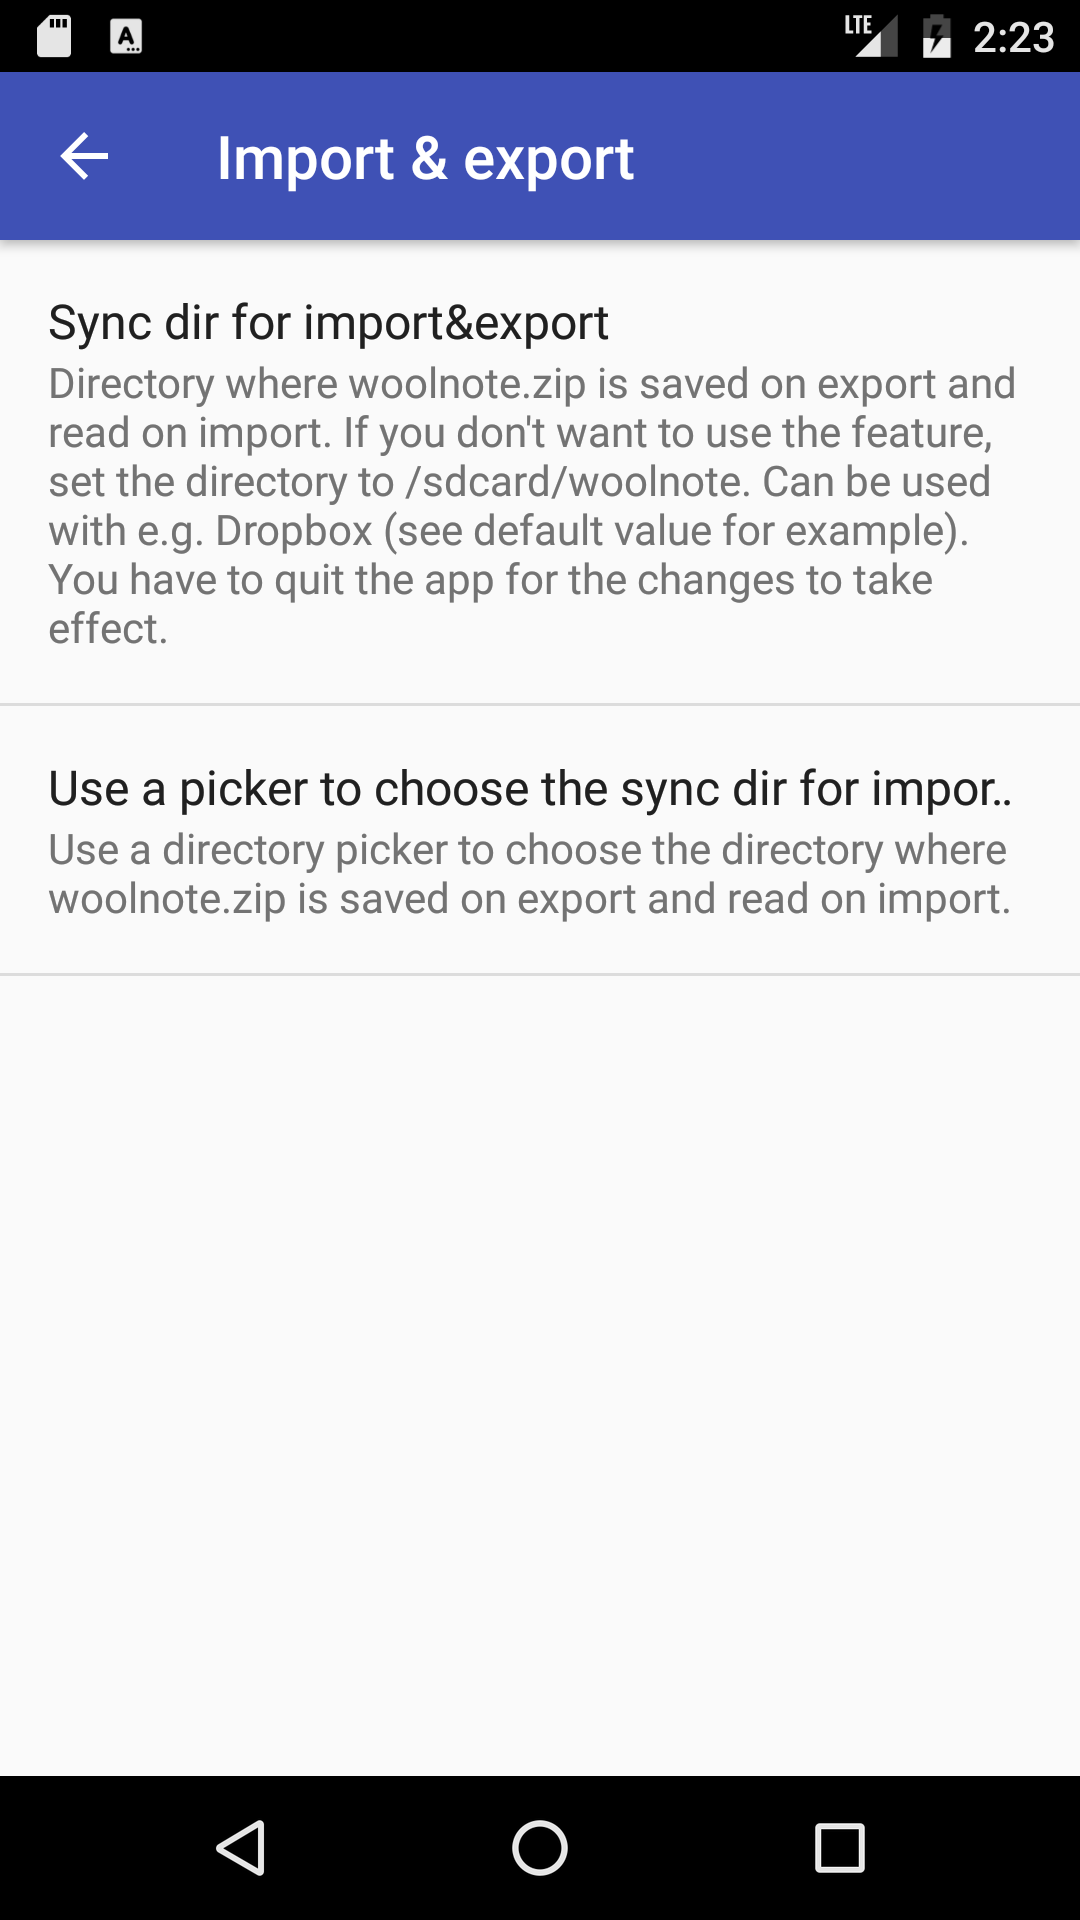 A
LTE
2:23
Import & export
Sync dir for import&export
Directory where woolnote.zip is saved on export and
read on import. If you don't want to use the feature,
set the directory to /sdcard/woolnote. Can be used
with e.g. Dropbox (see default value for example).
You have to quit the app for the changes to take
effect.
Use a picker to choose the sync dir for impor..
Use a directory picker to choose the directory where
woolnote.zip is saved on export and read on import.